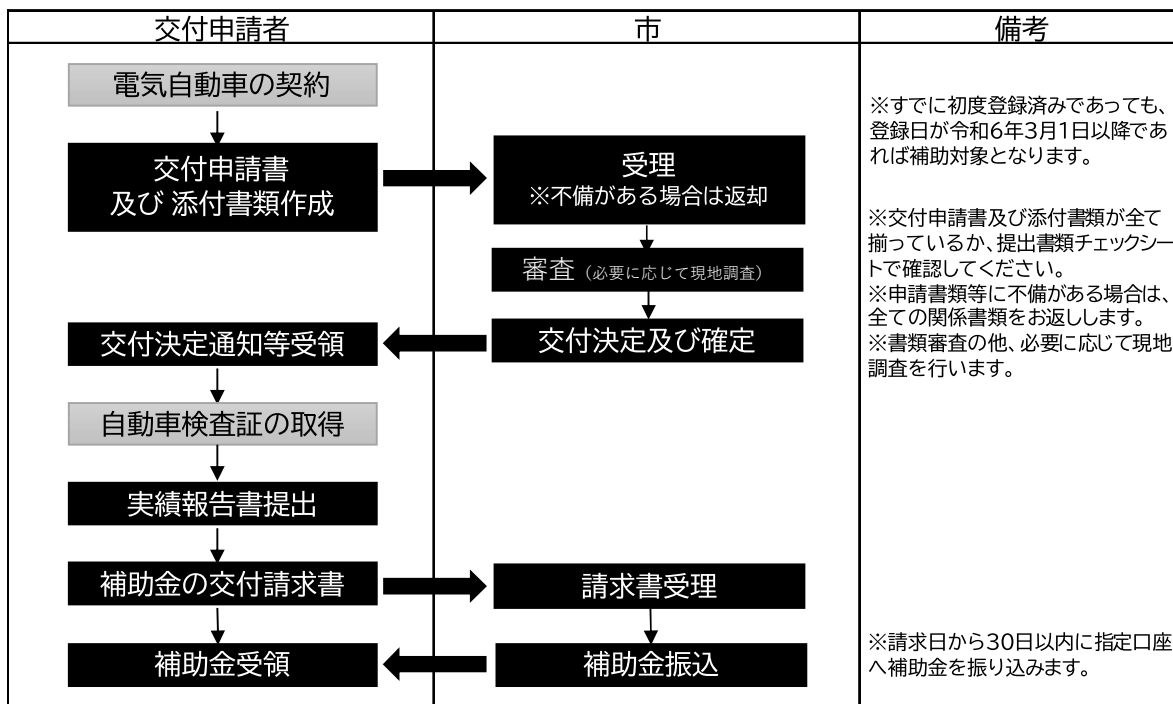 交付申請者
市
備考
電気自動車の契約
交付申請書
及び 添付書類作成
受理
※不備がある場合は返却
審査（必要に応じて現地調査）
交付決定及び確定
交付決定通知等受領
自動車検査証の取得
実績報告書提出
補助金の交付請求書
請求書受理
補助金受領
補助金振込
※すでに初度登録済みであっても、
登録日が令和6年3月1日以降であ
れば補助対象となります。
※交付申請書及び添付書類が全て
揃っているか、提出書類チェックシー
トで確認してください。
※申請書類等に不備がある場合は、
全ての関係書類をお返しします。
※書類審査の他、必要に応じて現地
調査を行います。
※請求日から30日以内に指定口座
へ補助金を振り込みます。